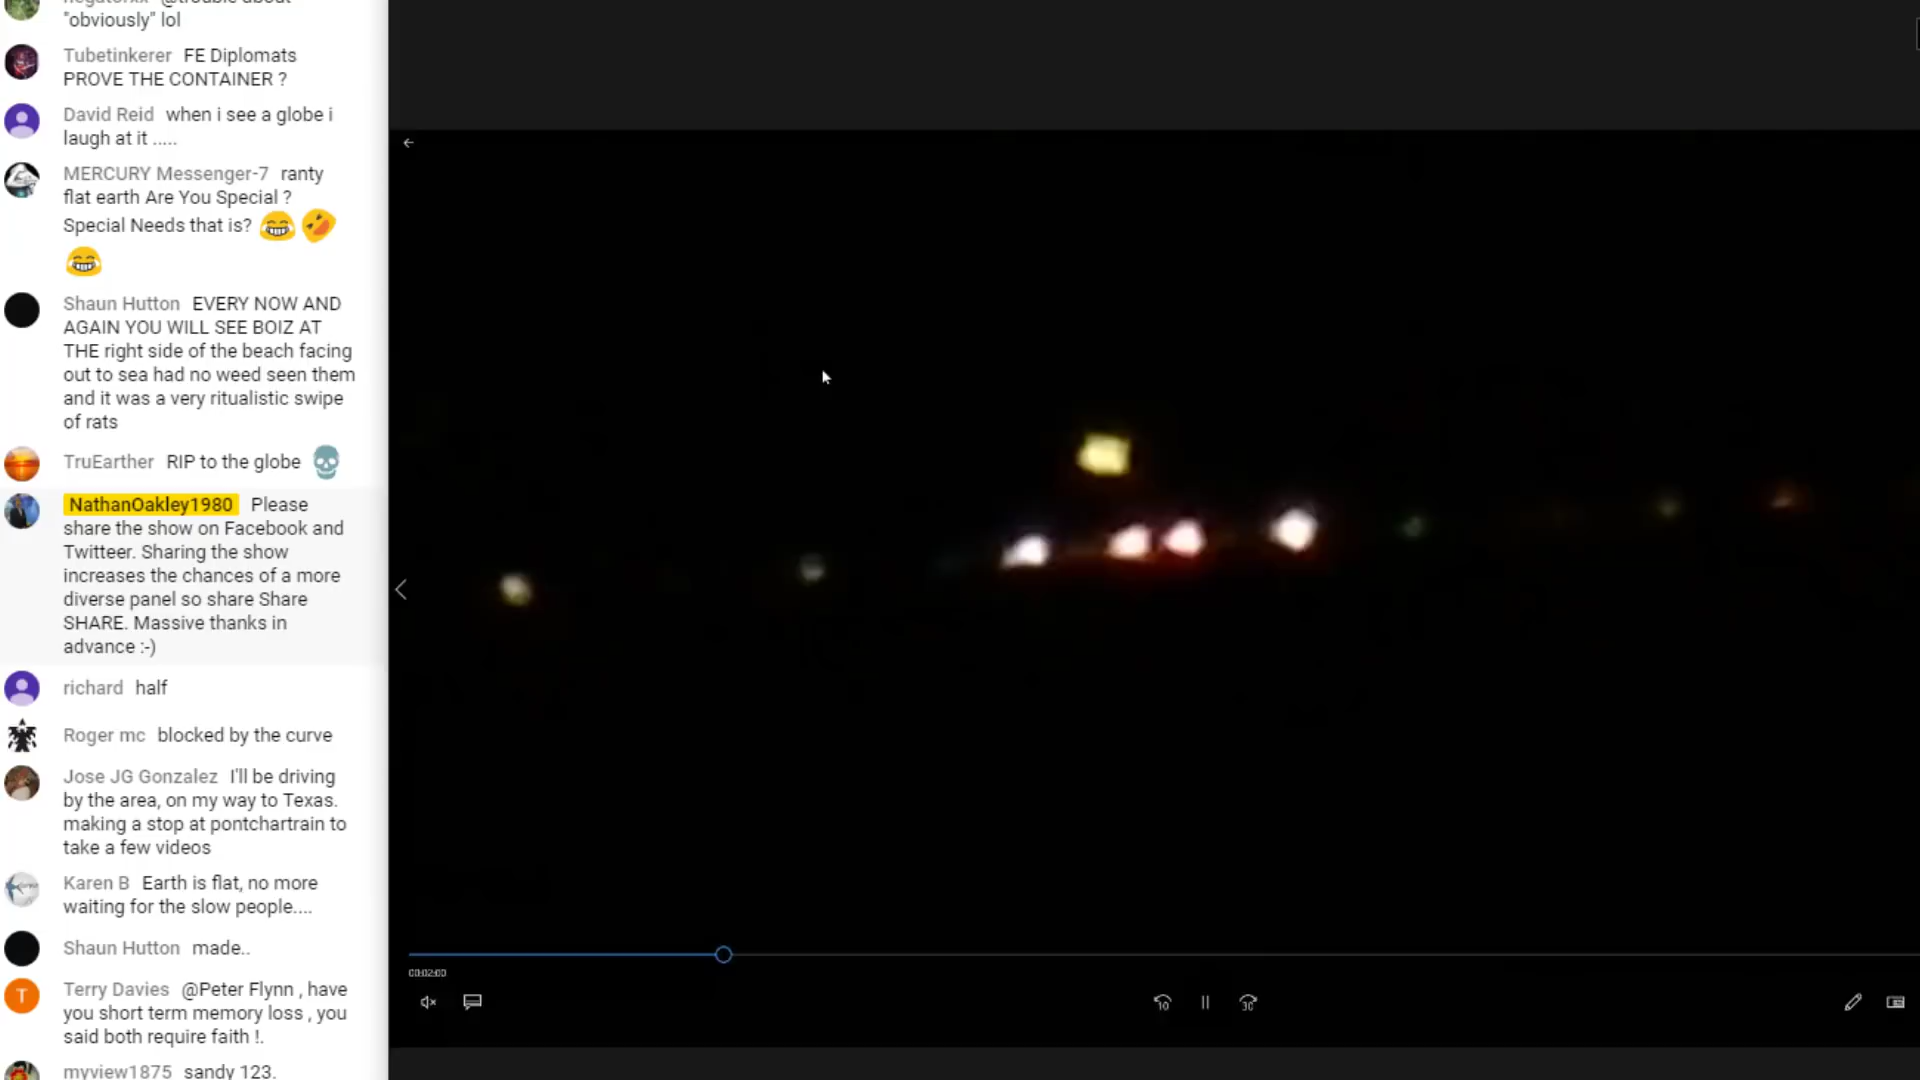 "obviously" lol
Tubetinkerer FE Diplomats
PROVE THE CONTAINER ?
David Reid when i see a globe i
laugh at it .....
MERCURY Messenger-7 ranty
flat earth Are You Special ?
Special Needs that is?
Shaun Hutton EVERY NOW AND
AGAIN YOU WILL SEE BOIZ AT
THE right side of the beach facing
out to sea had no weed seen them
and it was a very ritualistic swipe
of rats
TruEarther RIP to the globe
NathanOakley1980 Please
share the show on Facebook and
Twitteer. Sharing the show
increases the chances of a more
diverse panel so share Share
SHARE. Massive thanks in
advance :-)
richard half
Roger mc blocked by the curve
Jose JG Gonzalez I'll be driving
by the area, on my way to Texas.
making a stop at pontchartrain to
take a few videos
Karen B Earth is flat, no more
waiting for the slow people....
Shaun Hutton made..
Terry Davies @Peter Flynn , have
you short term memory loss , you
said both require faith !.
myview1875 sandy 123.
0:02:00
10
30